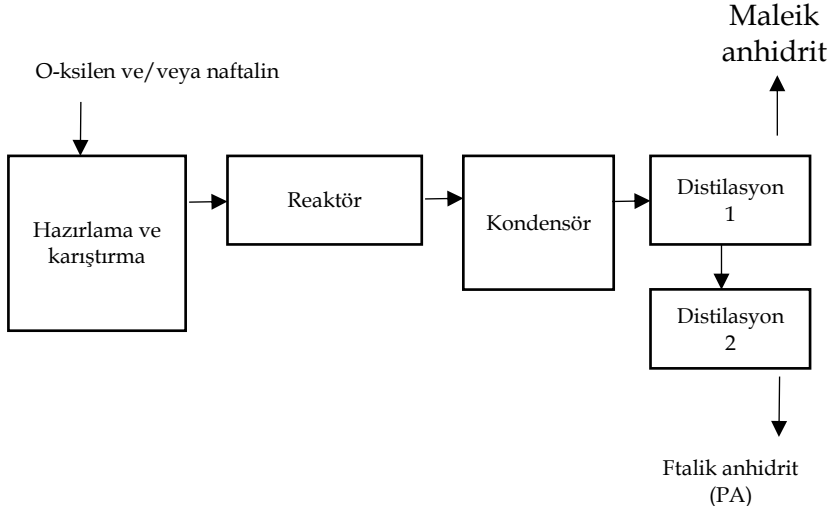 Maleik
anhidrit
O-ksilen ve/veya naftalin
Hazırlama ve
karıştırma
Reaktör
Kondensör
Distilasyon
1
Distilasyon
2
Ftalik anhidrit
(PA)